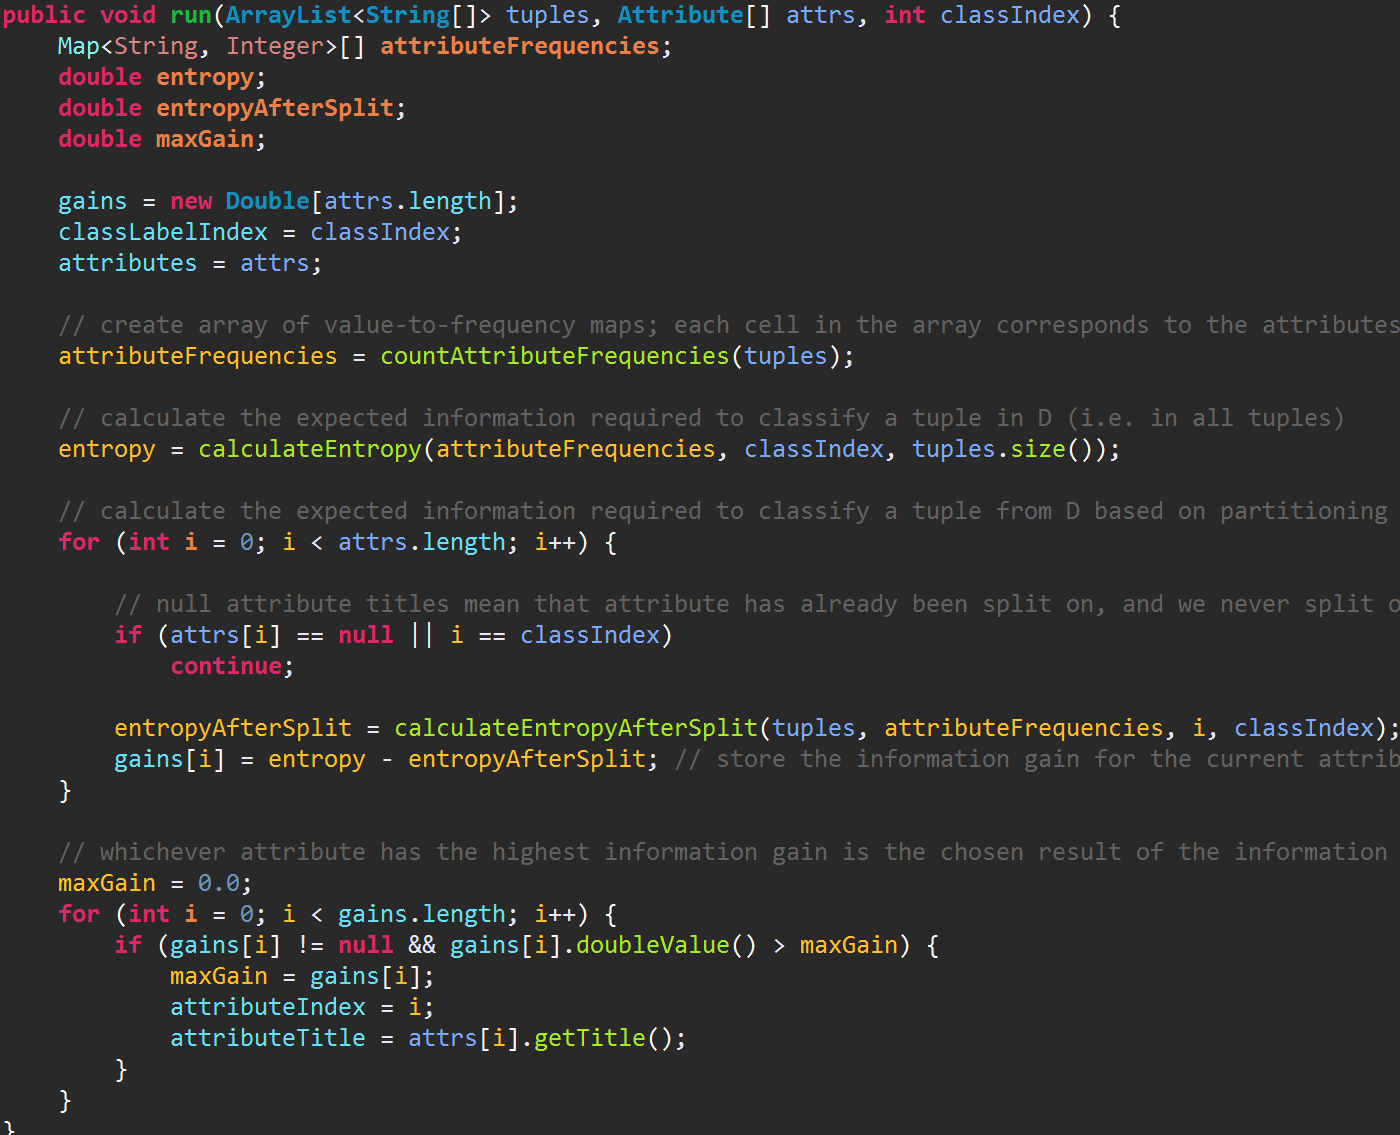 public void run(ArrayList<String[]> tuples, Attribute[] attrs, int classIndex) {
    Map<String, Integer>[] attributeFrequencies;
    double entropy;
    double entropyAfterSplit;
    double maxGain;

    gains = new Double[attrs.length];
    classLabelIndex = classIndex;
    attributes = attrs;

    // create array of value-to-frequency maps; each cell in the array corresponds to the attributes
    attributeFrequencies = countAttributeFrequencies(tuples);

    // calculate the expected information required to classify a tuple in D (i.e. in all tuples)
    entropy = calculateEntropy(attributeFrequencies, classIndex, tuples.size());

    // calculate the expected information required to classify a tuple from D based on partitioning
    for (int i = 0; i < attrs.length; i++) {

        // null attribute titles mean that attribute has already been split on, and we never split
        if (attrs[i] == null || i == classIndex)
            continue;

        entropyAfterSplit = calculateEntropyAfterSplit(tuples, attributeFrequencies, i, classIndex);
        gains[i] = entropy - entropyAfterSplit; // store the information gain for the current
    }

    // whichever attribute has the highest information gain is the chosen result of the information
    maxGain = 0.0;
    for (int i = 0; i < gains.length; i++) {
        if (gains[i] != null && gains[i].doubleValue() > maxGain) {
            maxGain = gains[i];
            attributeIndex = i;
            attributeTitle = attrs[i].getTitle();
        }
    }
}